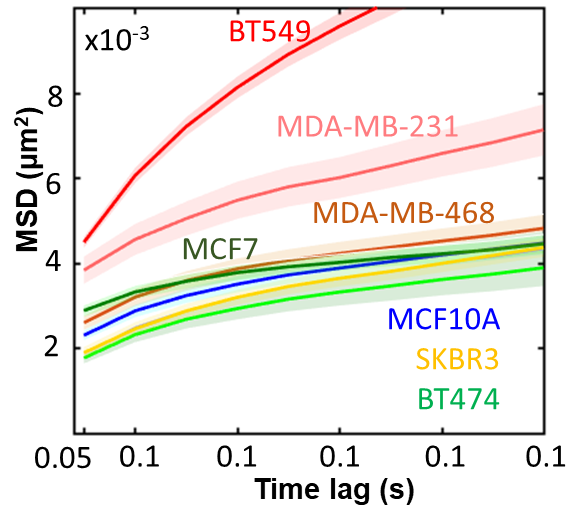 x10-3
BT549
8
MDA-MB-231
6
MDA-MB-468
MCF7
4
MCF10A
SKBR3
2
BT474
MSD (μm2)
0.05 0.1 0.1 0.1 0.1 0.1
Time lag (s)